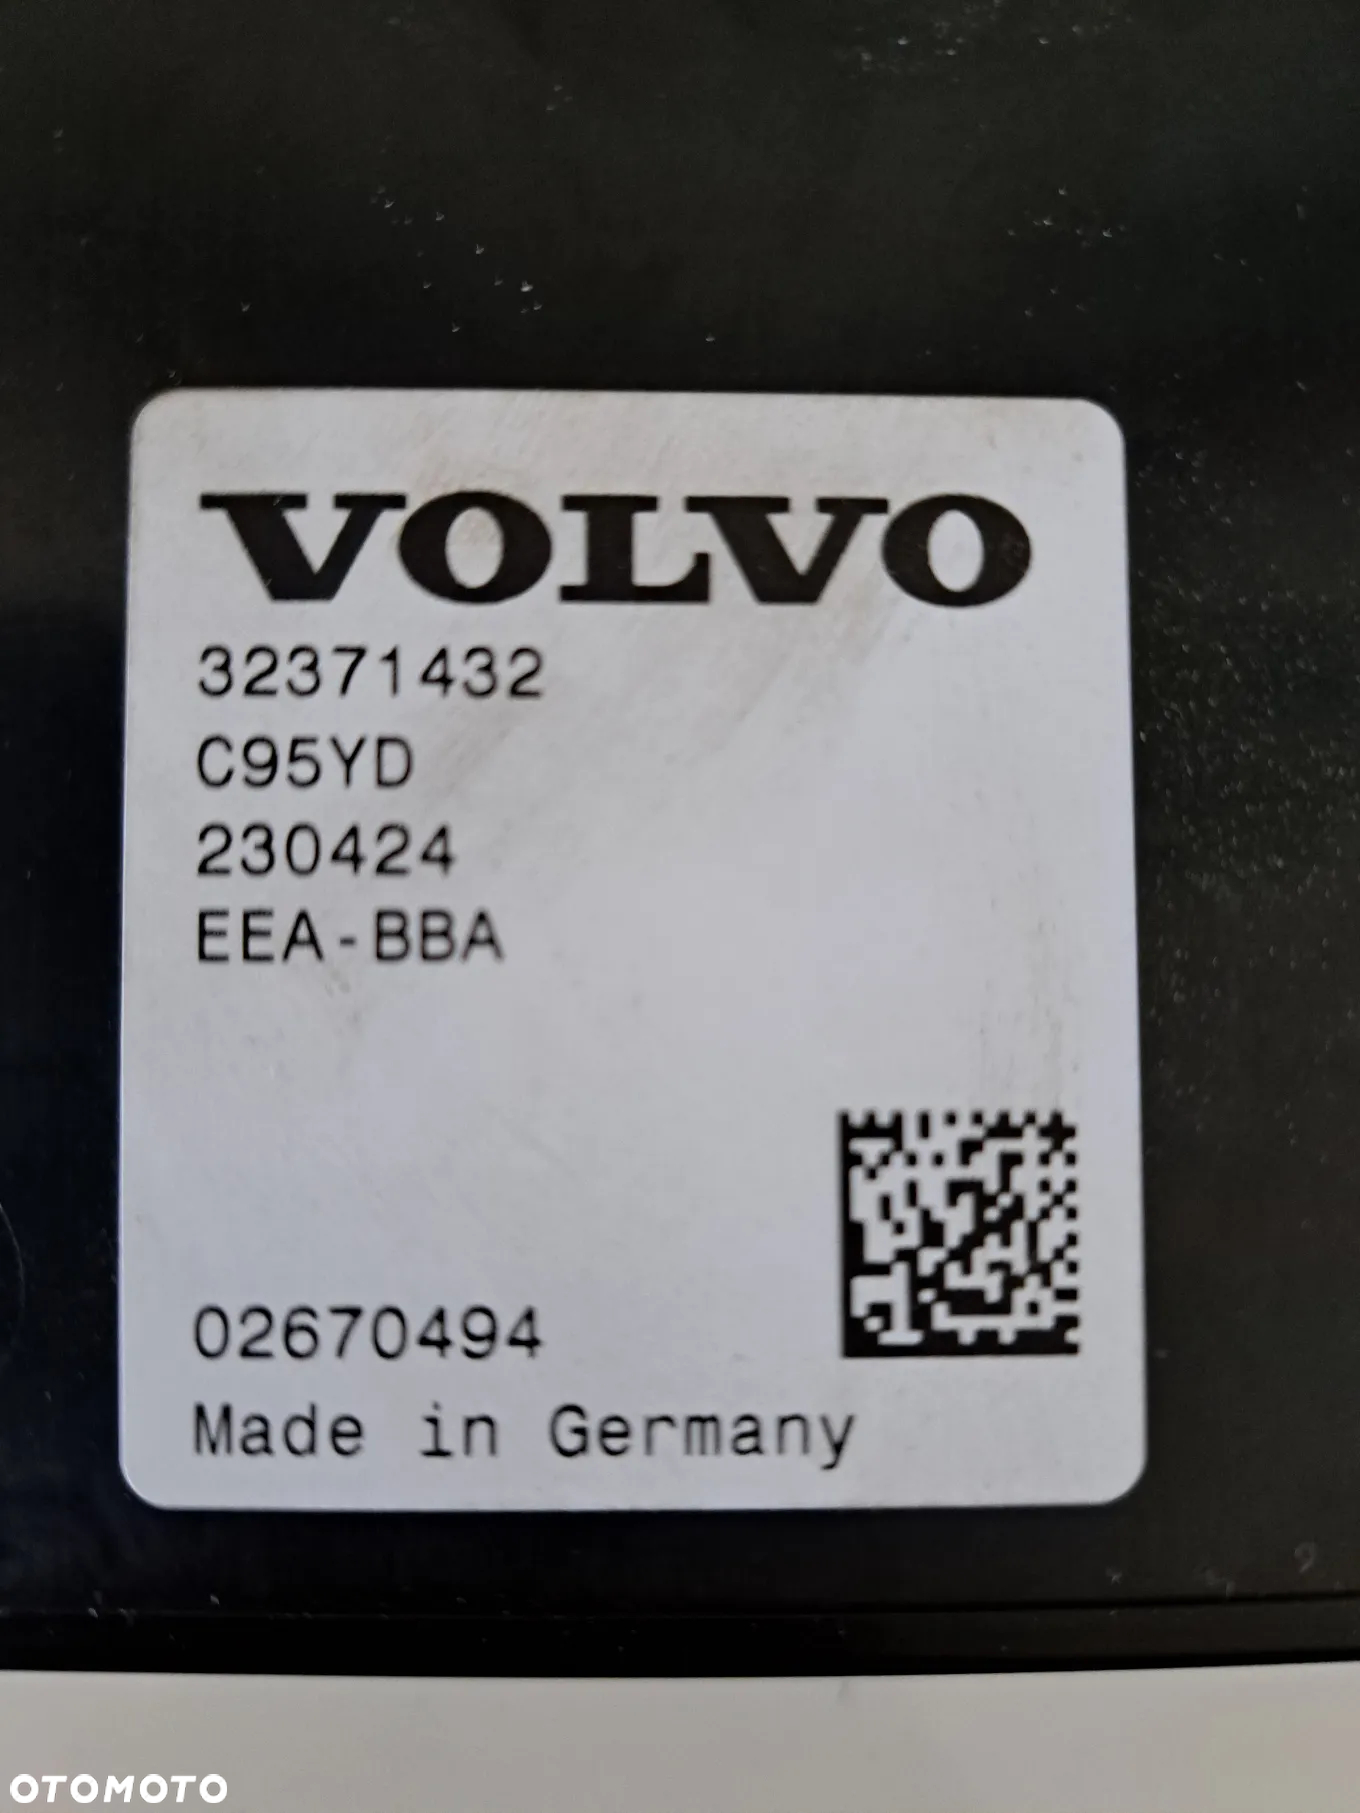 VOLVO
32371432
C95YD
230424
EEA-BBA
02670494
Made in Germany
OTOMOTO